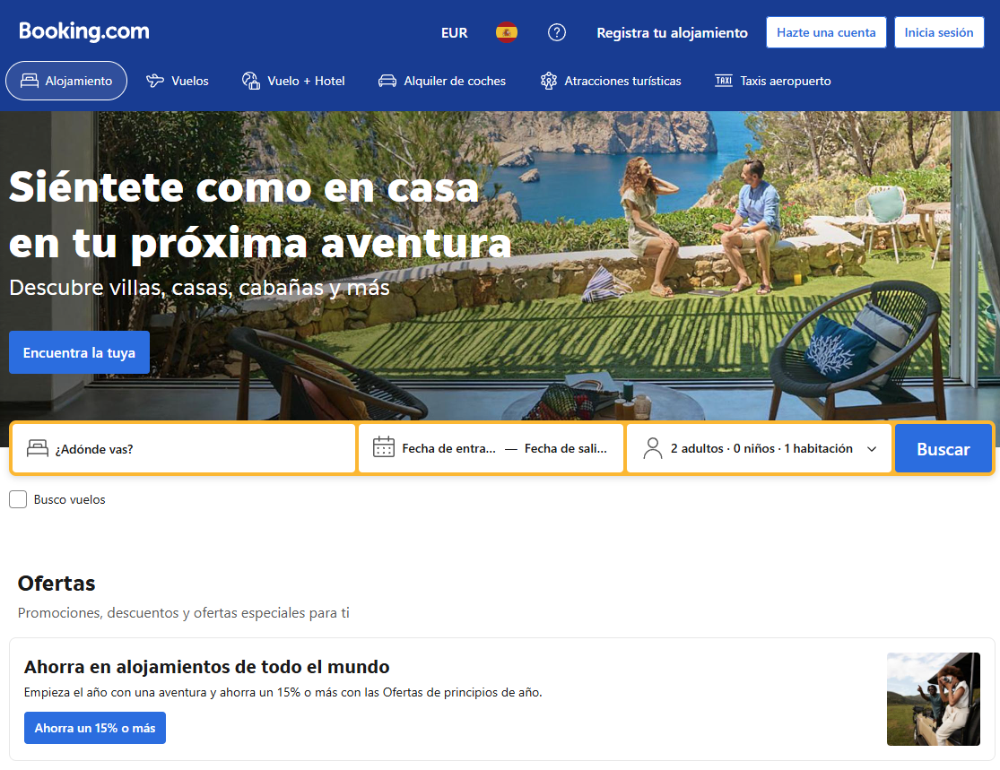 Booking.com
EUR
Registra tu alojamiento
Hazte una cuenta
Inicia sesión
Alojamiento
Vuelos
Vuelo + Hotel
Alquiler de coches
Atracciones turísticas
TAXI
Taxis aeropuerto
Siéntete como en casa
en tu próxima aventura
Descubre villas, casas, cabañas y más
Encuentra la tuya
¿Adónde vas?
Fecha de entra... — Fecha de sali...
2 adultos · 0 niños · 1 habitación
Buscar
Busco vuelos
Ofertas
Promociones, descuentos y ofertas especiales para ti
Ahorra en alojamientos de todo el mundo
Empieza el año con una aventura y ahorra un 15% o más con las Ofertas de principios de año.
Ahorra un 15% o más